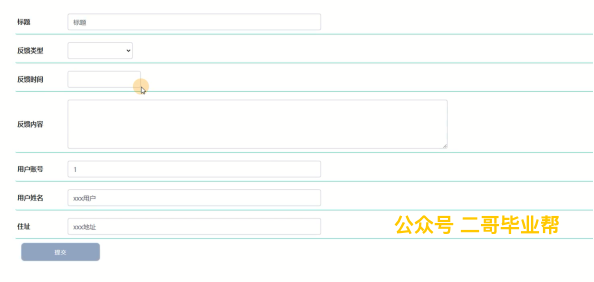 标题 标题
反馈类型
反馈时间
反馈内容
用户账号 1
用户姓名 xxx用户
住址 xxx地址
公众号 二哥毕业帮
提交